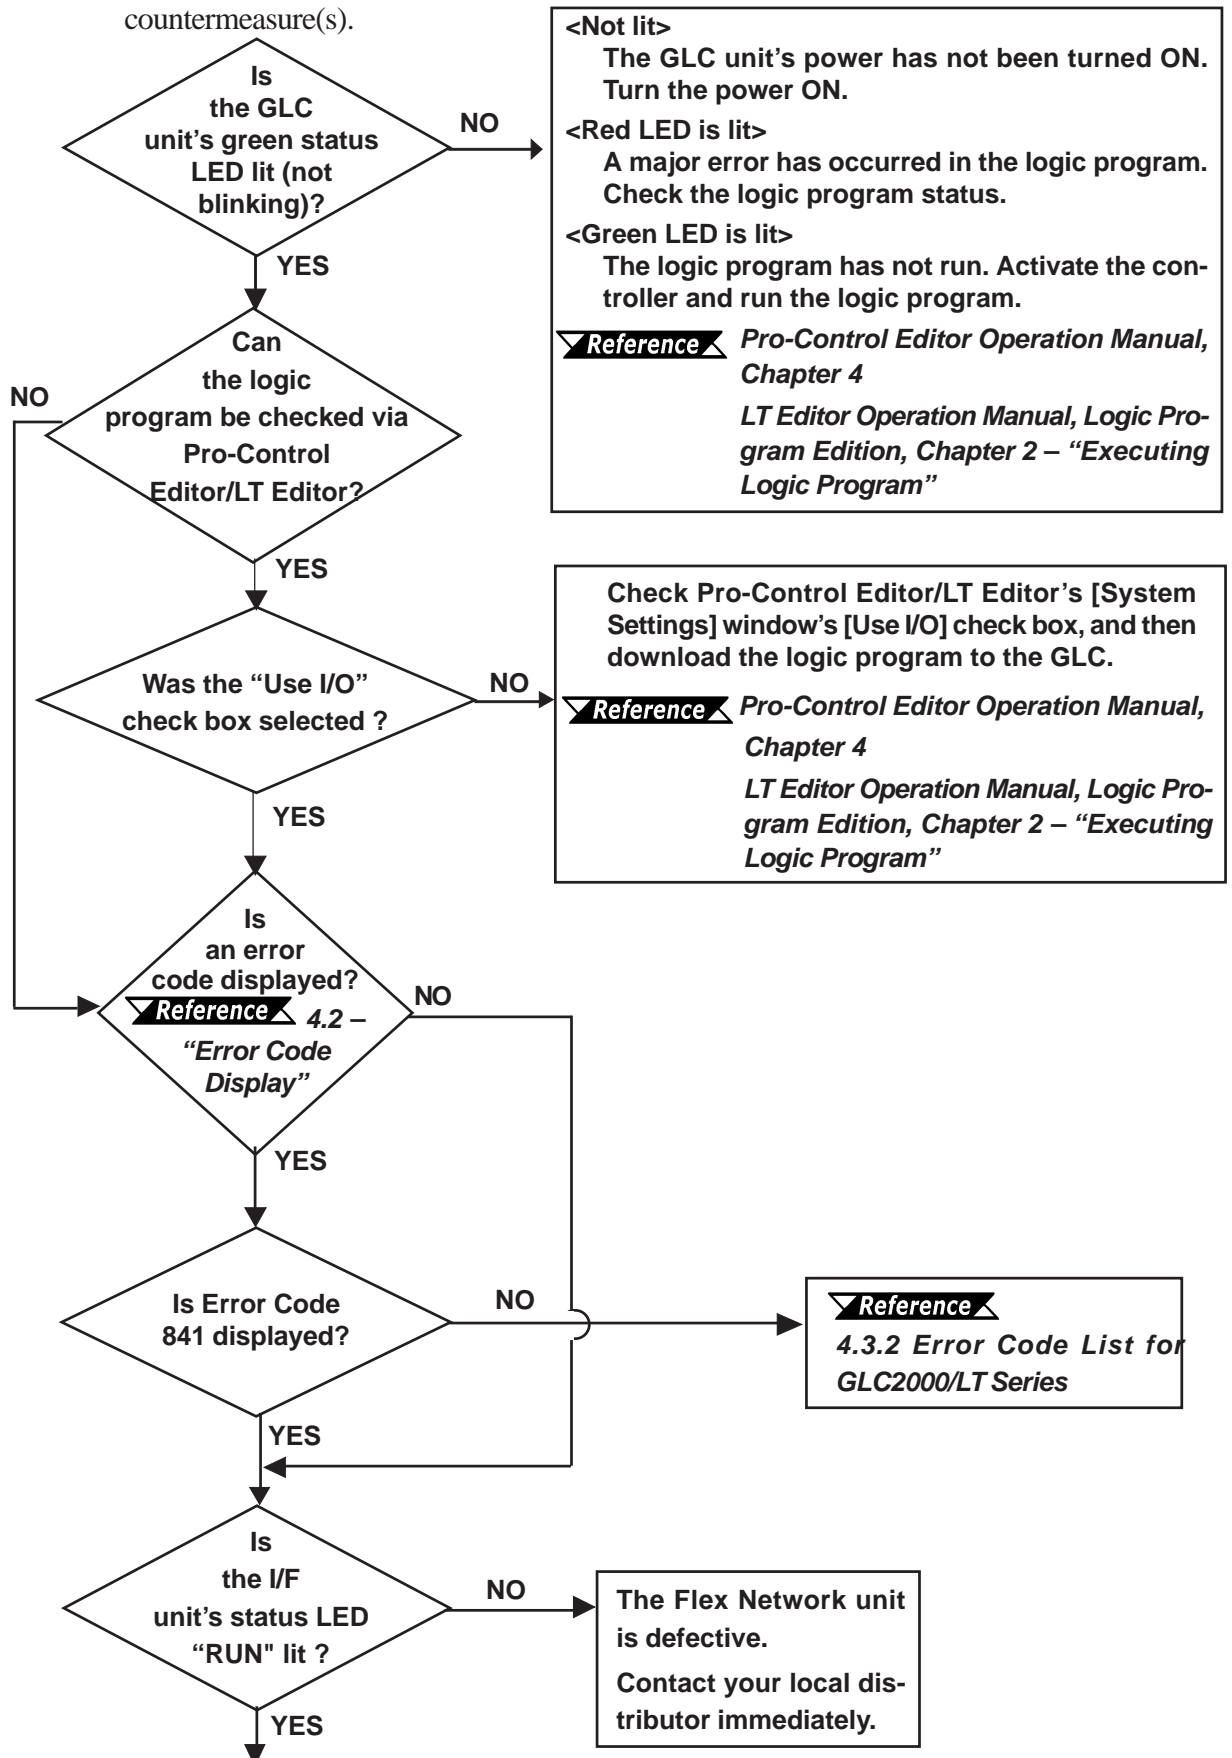 countermeasure(s).
Is
the GLC
unit's green status
LED lit (not
blinking)?
NO
<Not lit>
The GLC unit's power has not been turned ON.
Turn the power ON.
<Red LED is lit>
A major error has occurred in the logic program.
Check the logic program status.
<Green LED is lit>
The logic program has not run. Activate the con-
troller and run the logic program.
Reference Pro-Control Editor Operation Manual,
Chapter 4
LT Editor Operation Manual, Logic Pro-
gram Edition, Chapter 2 – “Executing
Logic Program”
YES
Can
the logic
program be checked via
Pro-Control
Editor/LT Editor?
NO
YES
Was the “Use I/O”
check box selected ?
NO
Check Pro-Control Editor/LT Editor's [System
Settings] window's [Use I/O] check box, and then
download the logic program to the GLC.
Reference Pro-Control Editor Operation Manual,
Chapter 4
LT Editor Operation Manual, Logic Pro-
gram Edition, Chapter 2 – “Executing
Logic Program”
YES
Is
an error
code displayed?
Reference 4.2 –
“Error Code
Display”
NO
YES
Is Error Code
841 displayed?
NO
Reference
4.3.2 Error Code List for
GLC2000/LT Series
YES
Is
the I/F
unit's status LED
“RUN" lit ?
NO
The Flex Network unit
is defective.
Contact your local dis-
tributor immediately.
YES